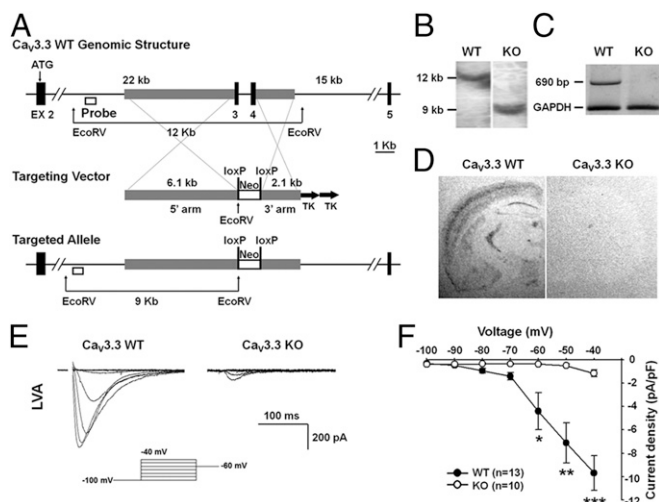 A
Ca_V3.3 WT Genomic Structure
ATG
22 kb
15 kb
EX 2
Probe
3
4
5
EcoRV
EcoRV
12 Kb
1 Kb
Targeting Vector
loxP
loxP
6.1 kb
Neo
2.1 kb
5' arm
3' arm
TK
TK
EcoRV
Targeted Allele
loxP
loxP
Neo
EcoRV
EcoRV
9 Kb
B
WT KO
12 kb
9 kb
C
WT KO
690 bp
GAPDH
D
Ca_V3.3 WT
Ca_V3.3 KO
E
Ca_V3.3 WT
Ca_V3.3 KO
LVA
100 ms
200 pA
-40 mV
-60 mV
-100 mV
F
Voltage (mV)
-100 -90 -80 -70 -60 -50 -40
0
-2
-4
-6
-8
-10
-12
Current density (pA/pF)
*
**
***
WT (n=13)
KO (n=10)